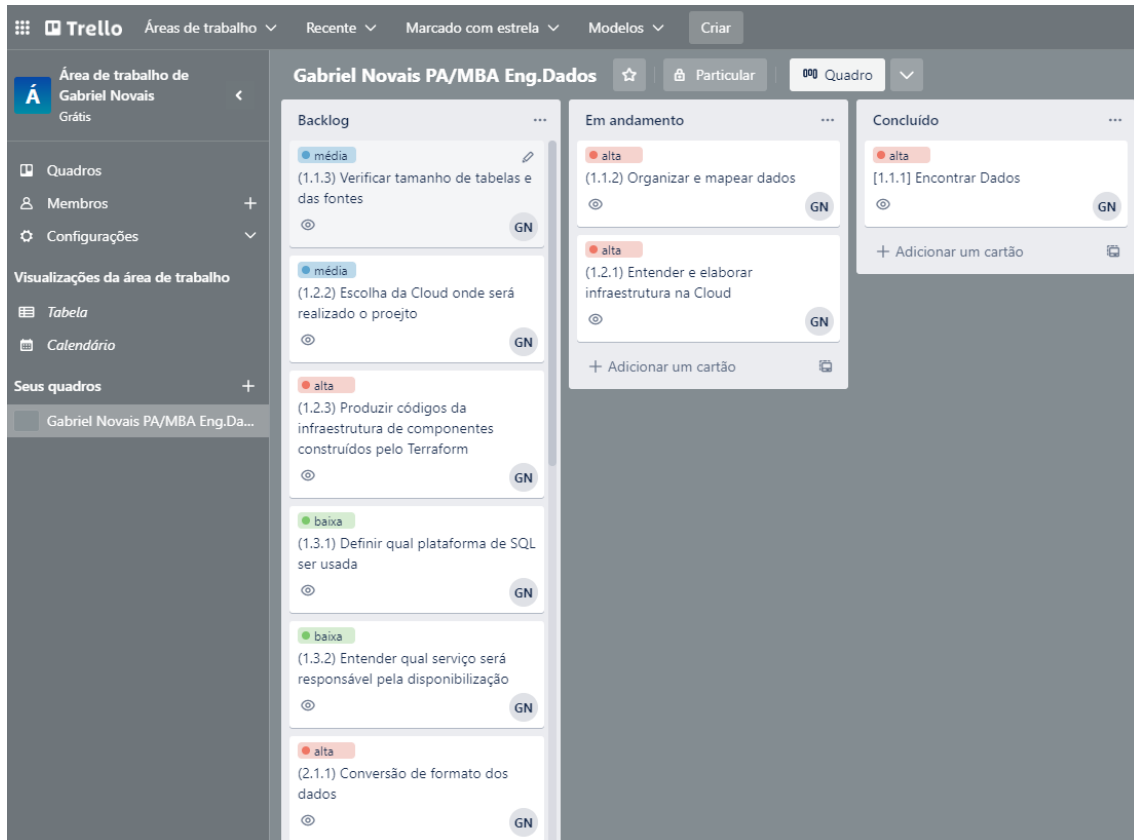 Trello Áreas de trabalho Recente Marcado com estrela Modelos Criar
Á
Área de trabalho de
Gabriel Novais
Grátis
Quadros
Membros
Configurações
Visualizações da área de trabalho
Tabela
Calendário
Seus quadros
Gabriel Novais PA/MBA Eng.Da...
Gabriel Novais PA/MBA Eng.Dados Particular Quadro
Backlog
média
(1.1.3) Verificar tamanho de tabelas e
das fontes
GN
média
(1.2.2) Escolha da Cloud onde será
realizado o proejto
GN
alta
(1.2.3) Produzir códigos da
infraestrutura de componentes
construídos pelo Terraform
GN
baixa
(1.3.1) Definir qual plataforma de SQL
ser usada
GN
baixa
(1.3.2) Entender qual serviço será
responsável pela disponibilização
GN
alta
(2.1.1) Conversão de formato dos
dados
GN
Em andamento
alta
(1.1.2) Organizar e mapear dados
GN
alta
(1.2.1) Entender e elaborar
infraestrutura na Cloud
GN
+ Adicionar um cartão
Concluído
alta
[1.1.1] Encontrar Dados
GN
+ Adicionar um cartão